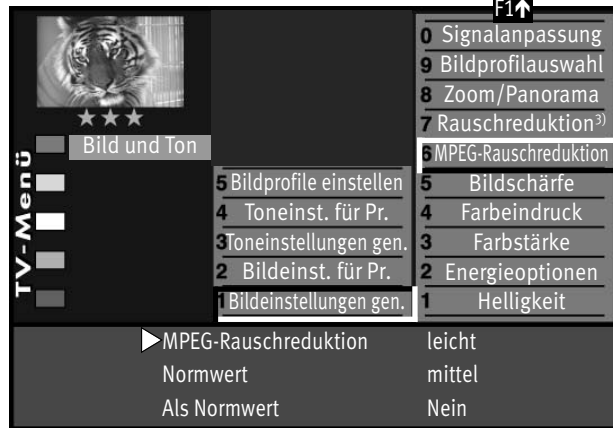 F1↑
0 Signalanpassung
9 Bildprofilauswahl
8 Zoom/Panorama
7 Rauschreduktion3)
6 MPEG-Rauschreduktion
5 Bildschärfe
4 Farbeindruck
3 Farbstärke
2 Energieoptionen
1 Helligkeit
Bild und Ton
TV-Menü
5 Bildprofile einstellen
4 Toneinst. für Pr.
3 Toneinstellungen gen.
2 Bildeinst. für Pr.
1 Bildeinstellungen gen.
MPEG-Rauschreduktion leicht
Normwert mittel
Als Normwert Nein